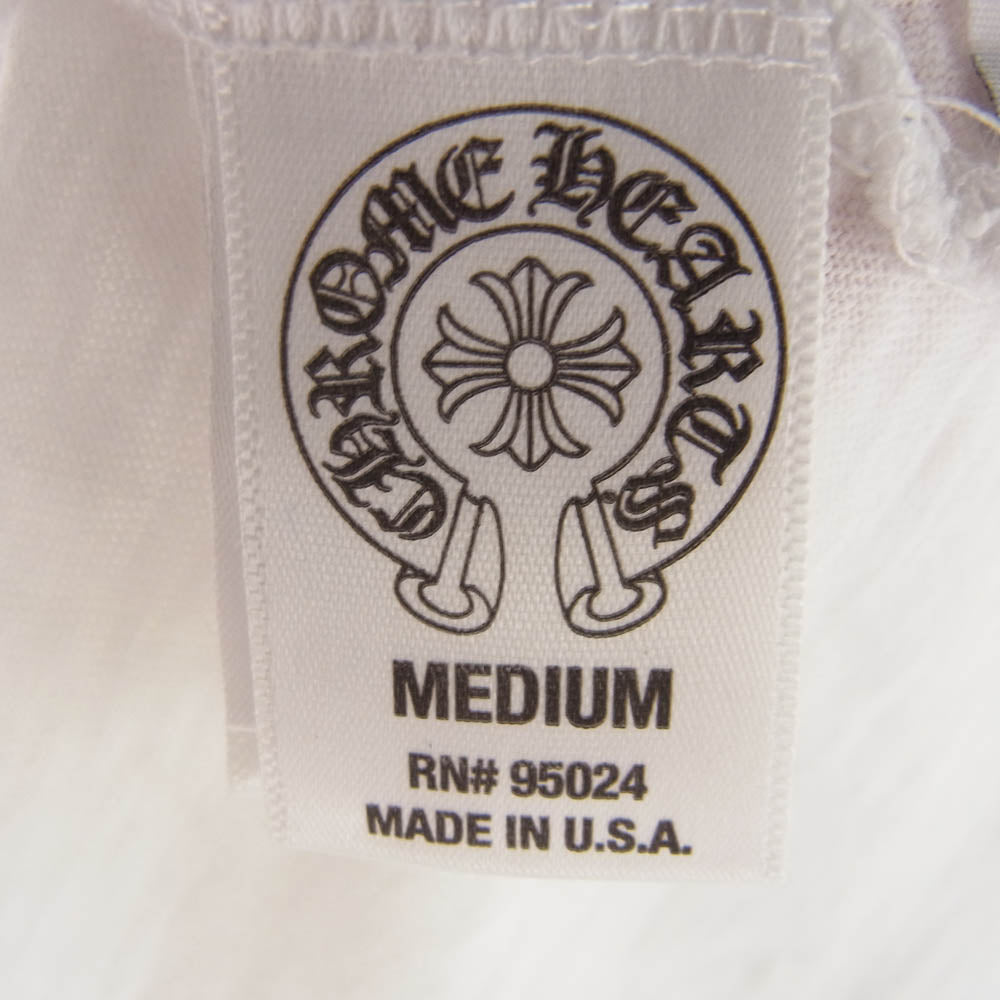 CHROME HEARTS
MEDIUM
RN# 95024
MADE IN U.S.A.